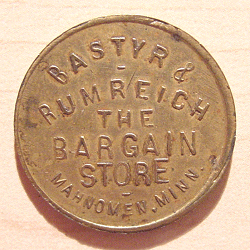 BASTYR &
RUMREICH
THE
BARGAIN
STORE
MAHNOMEN, MINN.